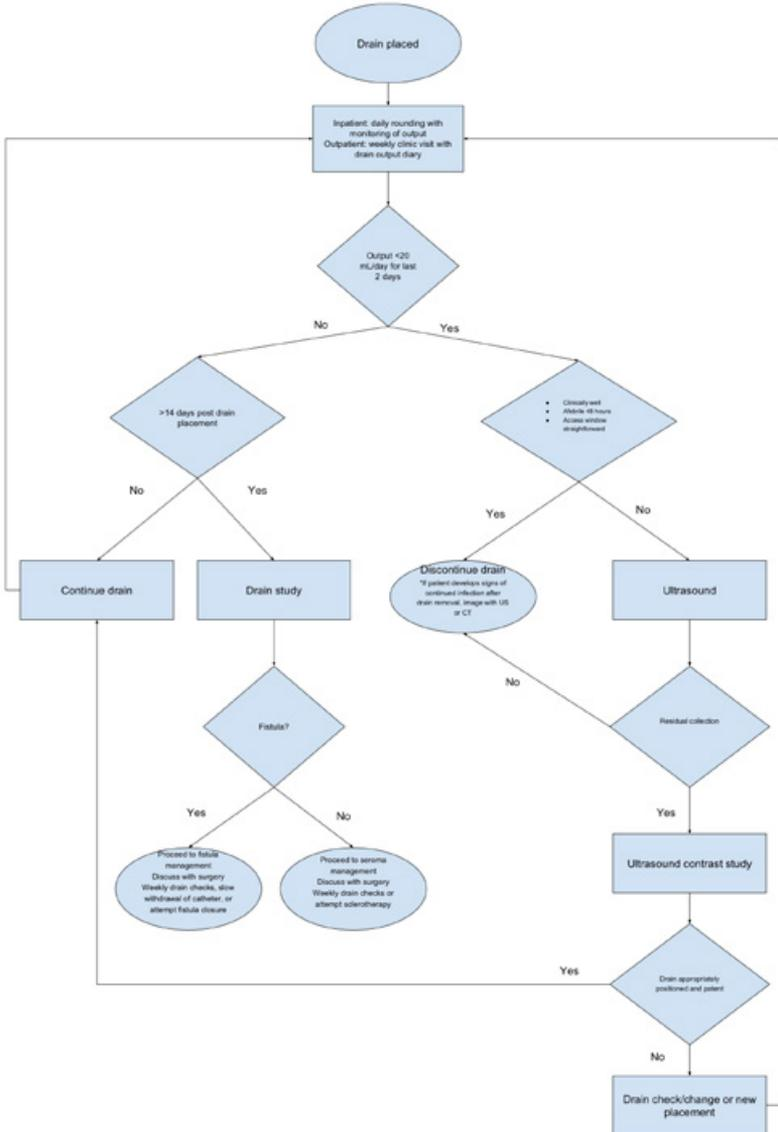 Drain placed
Inpatient: daily rounding with
monitoring of output
Outpatient: weekly clinic visit with
drain output diary
Output <20
mL/day for last
2 days
No
Yes
>14 days post drain
placement
• Clinically well
• Afebrile 48 hours
• Access window
straightforward
No
Yes
Yes
No
Continue drain
Drain study
Discontinue drain
*If patient develops signs of
continued infection after
drain removal, image with US
or CT
Ultrasound
No
Fistula?
Residual collection
Yes
No
Yes
Proceed to fistula
management
Discuss with surgery
Weekly drain checks, slow
withdrawal of catheter, or
attempt fistula closure
Proceed to seroma
management
Discuss with surgery
Weekly drain checks or
attempt sclerotherapy
Ultrasound contrast study
Yes
Drain appropriately
positioned and patent
No
Drain check/change or new
placement